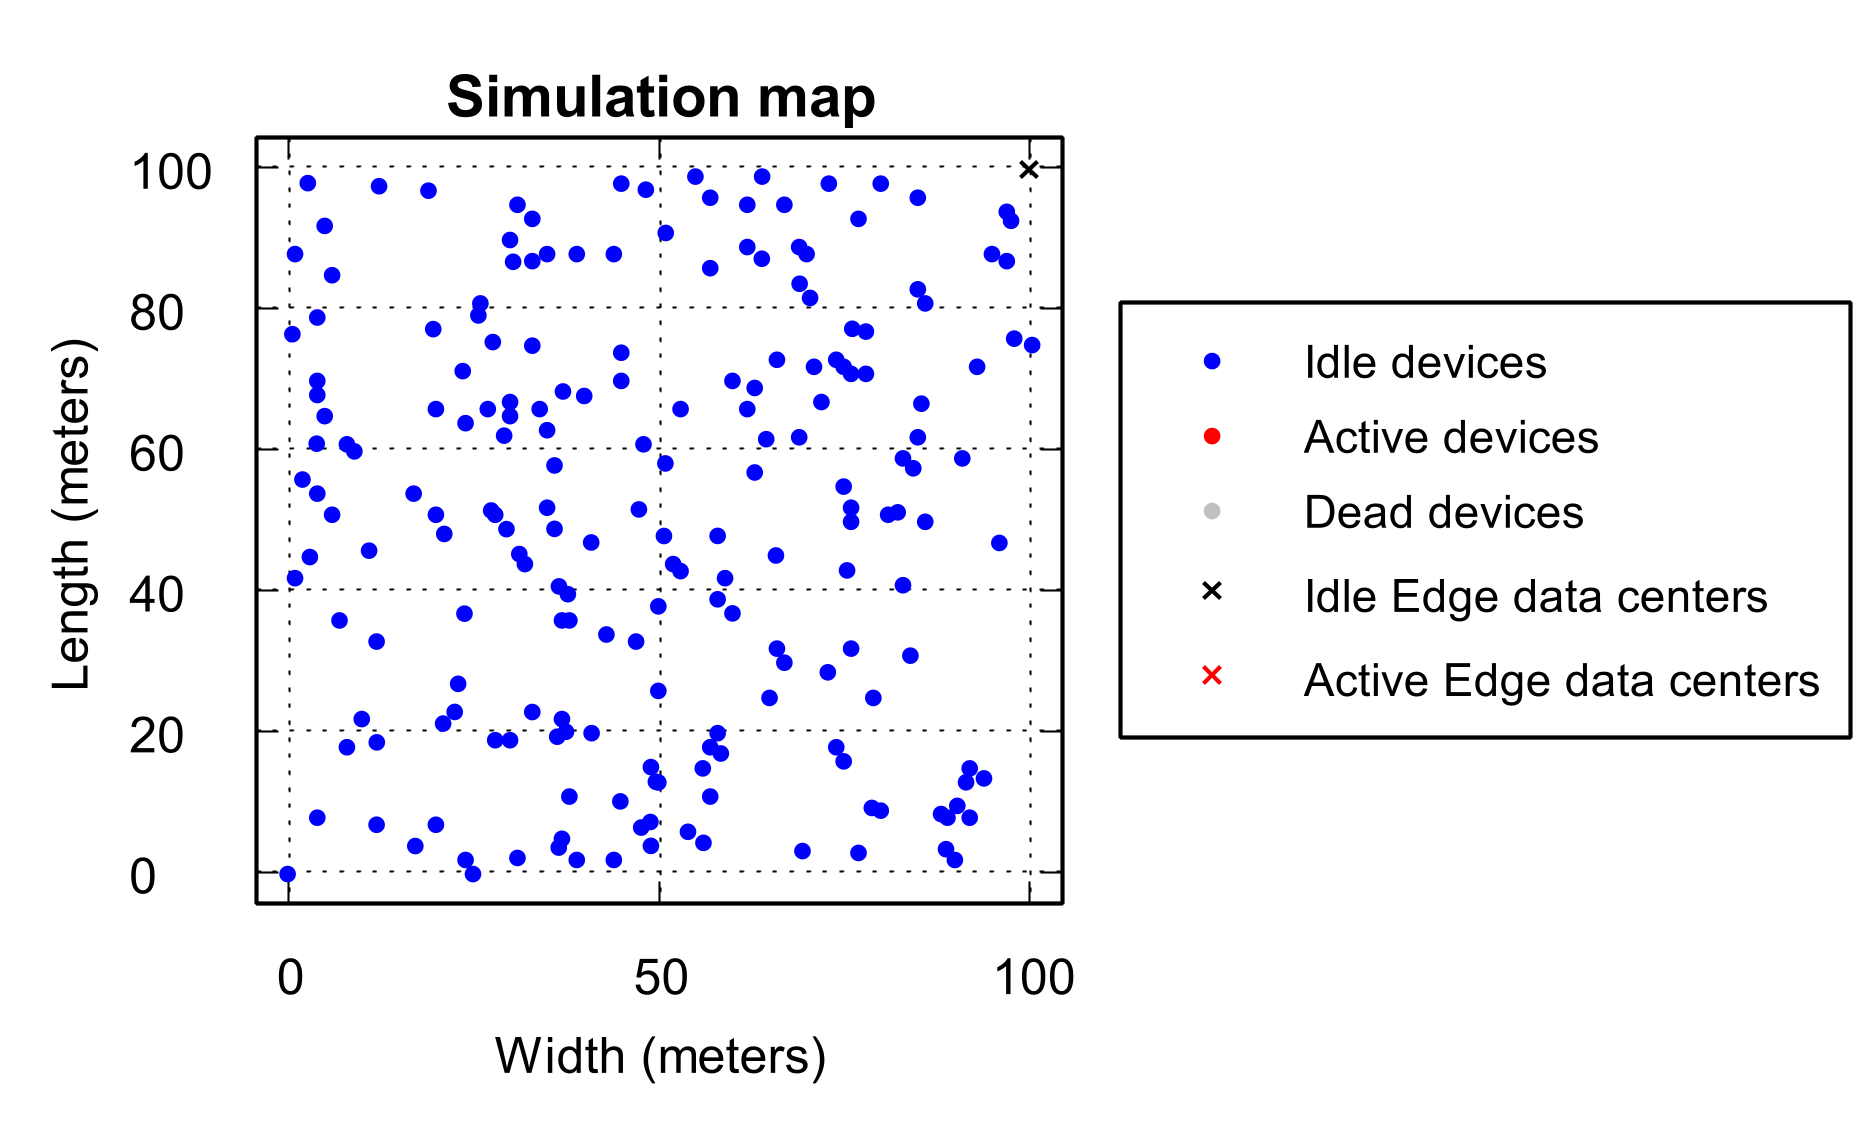 Simulation map
100
80
60
40
20
0
Length (meters)
0 50 100
Width (meters)
Idle devices
Active devices
Dead devices
Idle Edge data centers
Active Edge data centers